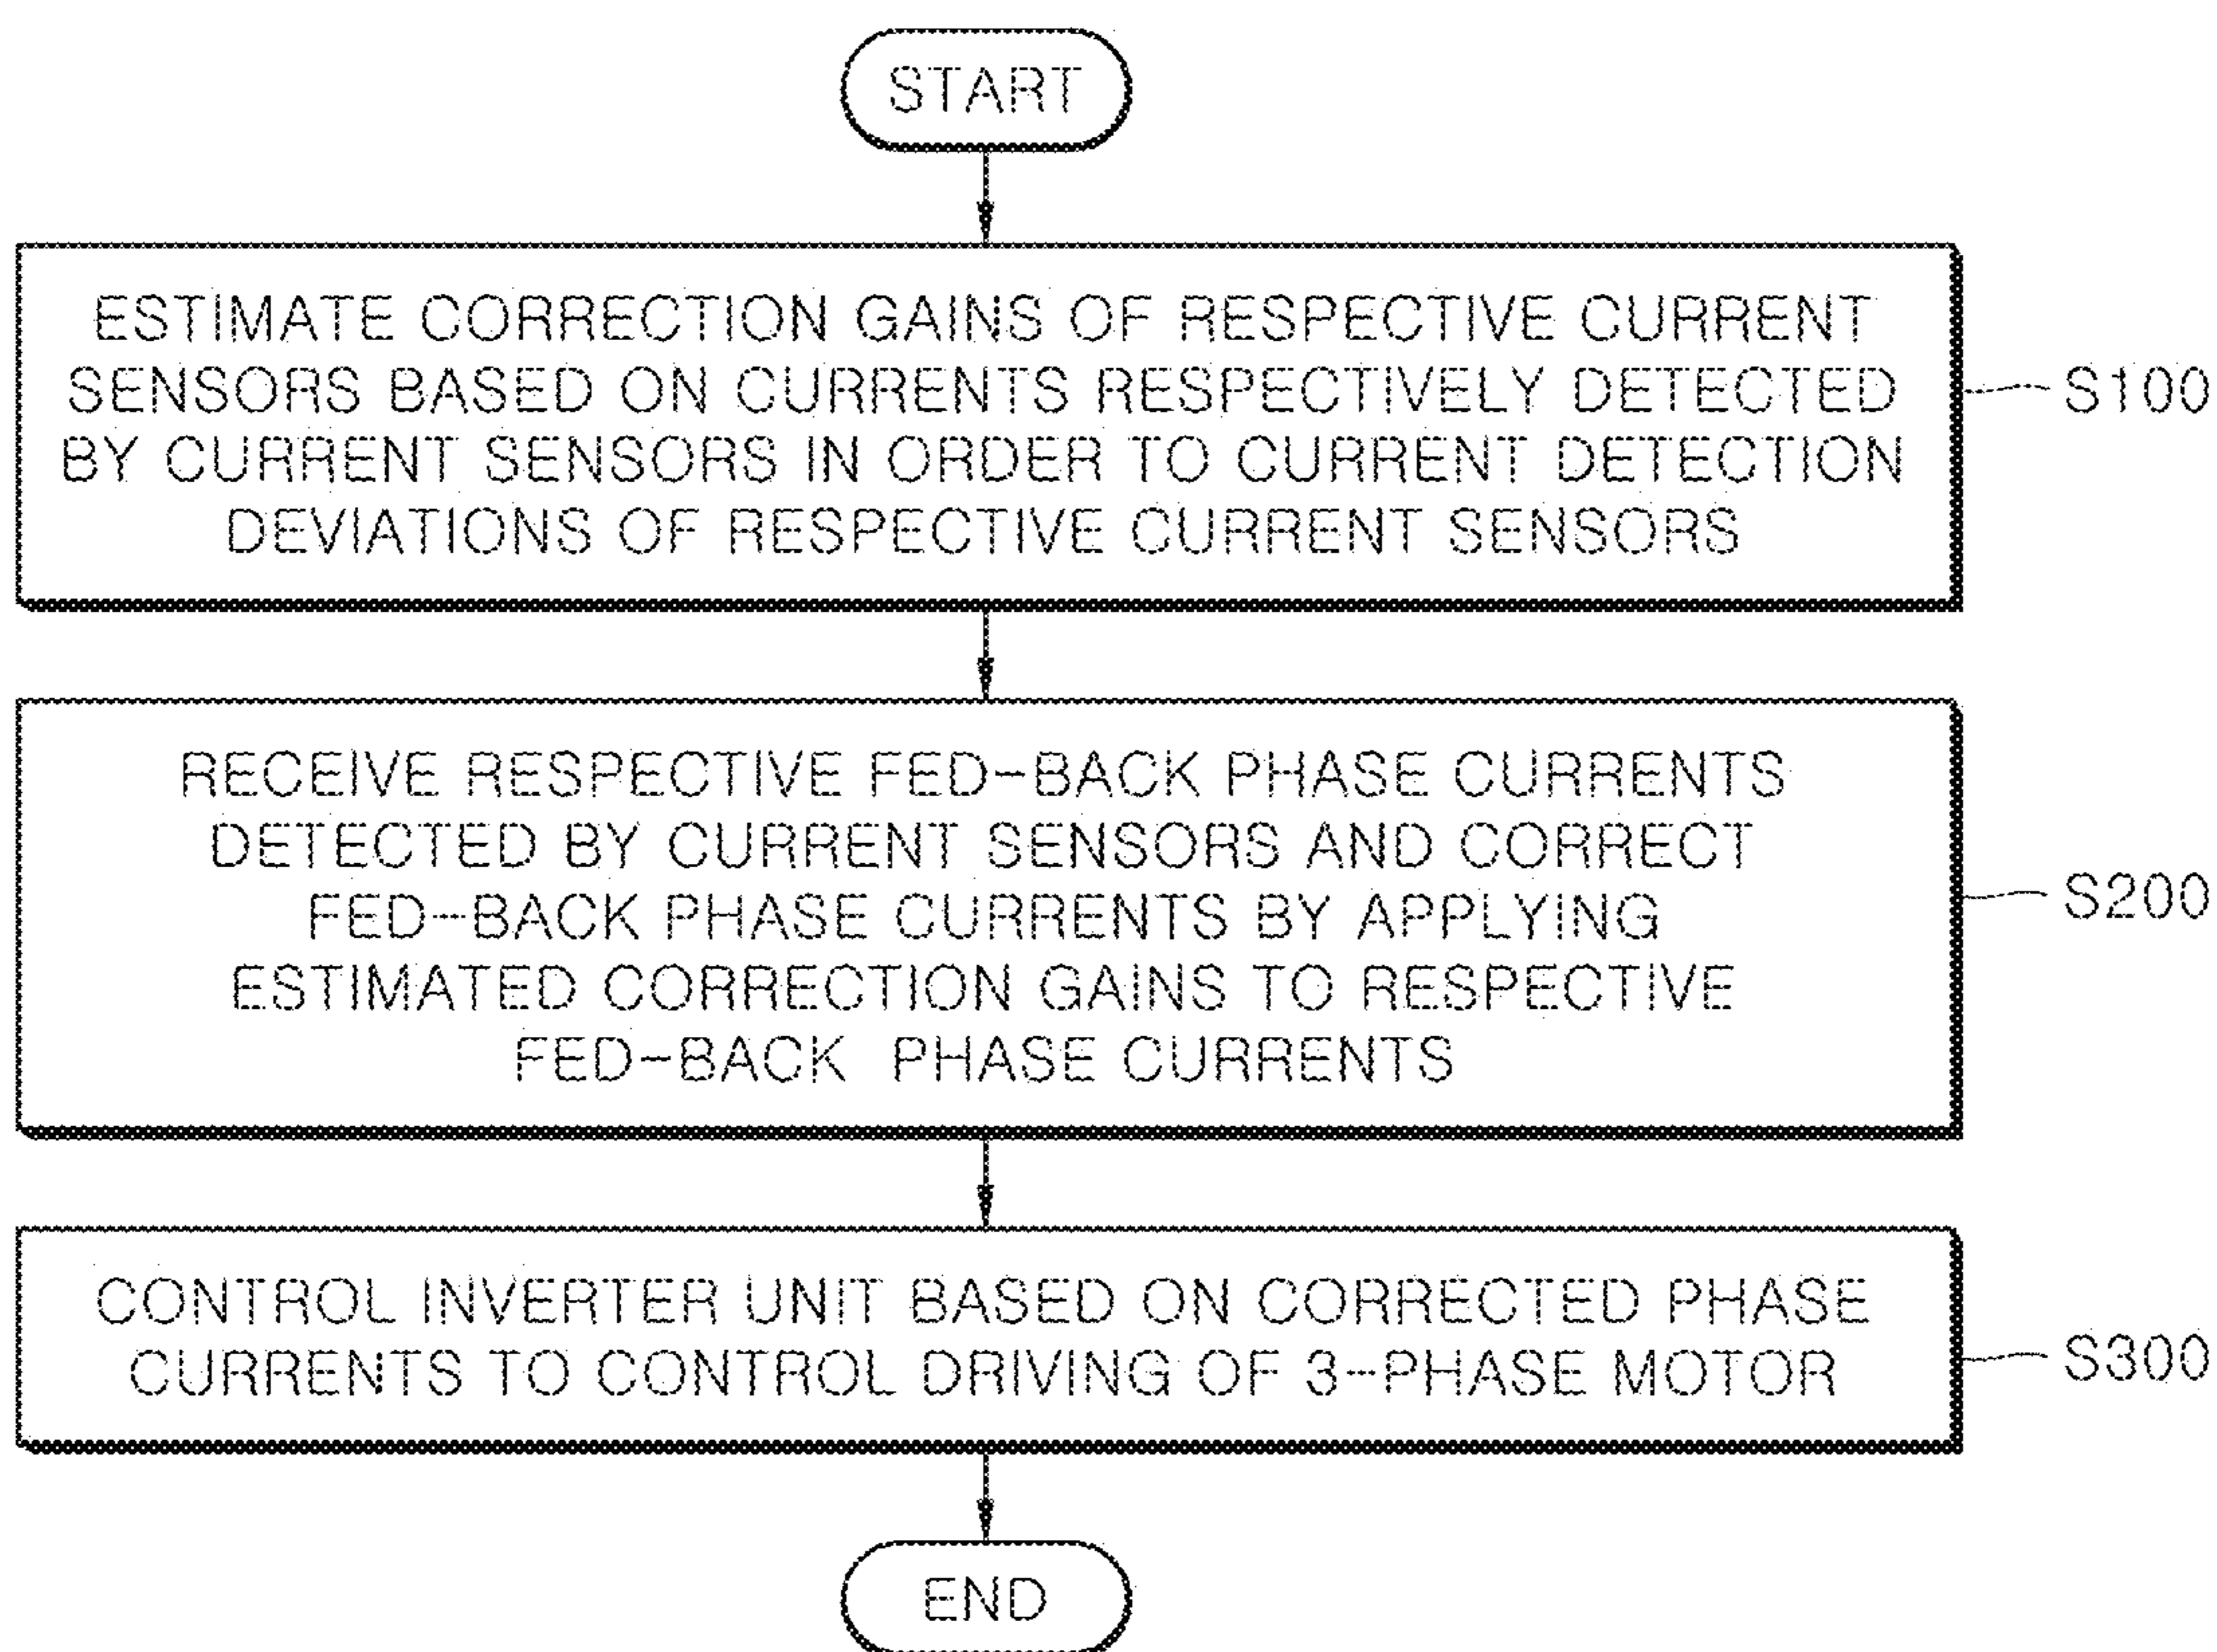 START
ESTIMATE CORRECTION GAINS OF RESPECTIVE CURRENT
SENSORS BASED ON CURRENTS RESPECTIVELY DETECTED
BY CURRENT SENSORS IN ORDER TO CURRENT DETECTION
DEVIATIONS OF RESPECTIVE CURRENT SENSORS
S100
RECEIVE RESPECTIVE FED-BACK PHASE CURRENTS
DETECTED BY CURRENT SENSORS AND CORRECT
FED-BACK PHASE CURRENTS BY APPLYING
ESTIMATED CORRECTION GAINS TO RESPECTIVE
FED-BACK PHASE CURRENTS
S200
CONTROL INVERTER UNIT BASED ON CORRECTED PHASE
CURRENTS TO CONTROL DRIVING OF 3-PHASE MOTOR
S300
END